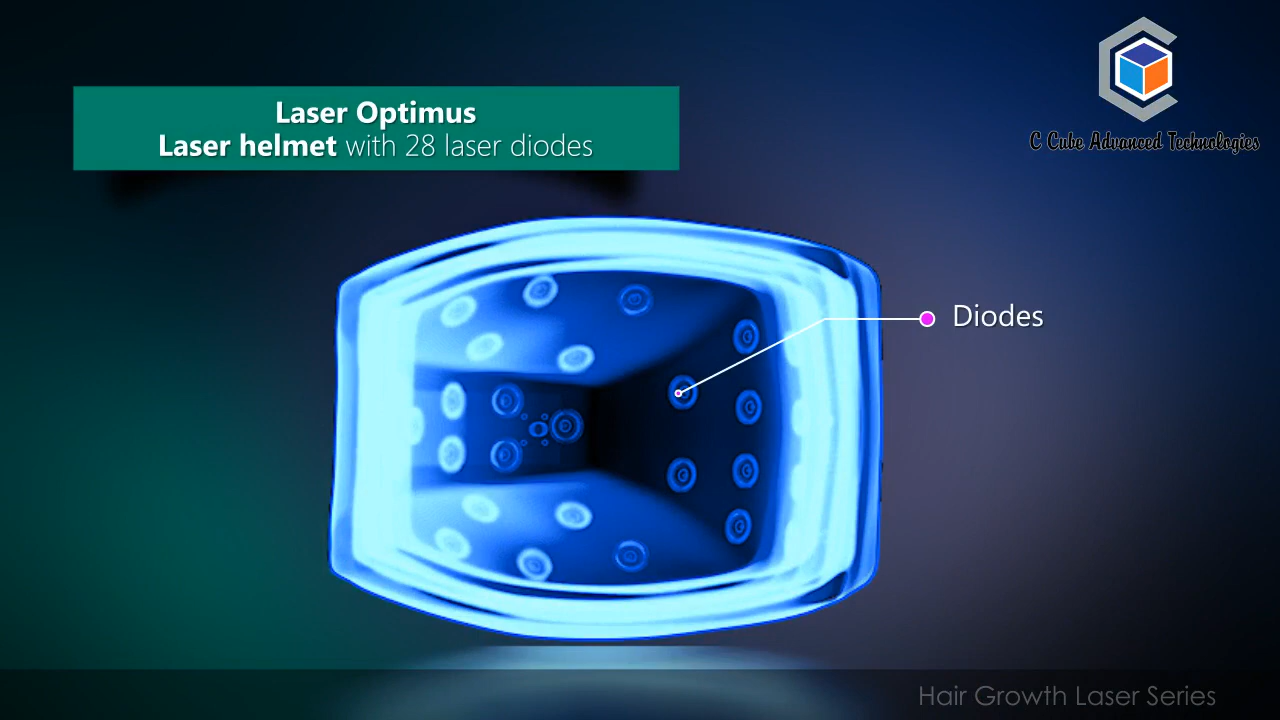 C Cube Advanced Technologies
Laser Optimus
Laser helmet with 28 laser diodes
Diodes
Hair Growth Laser Series